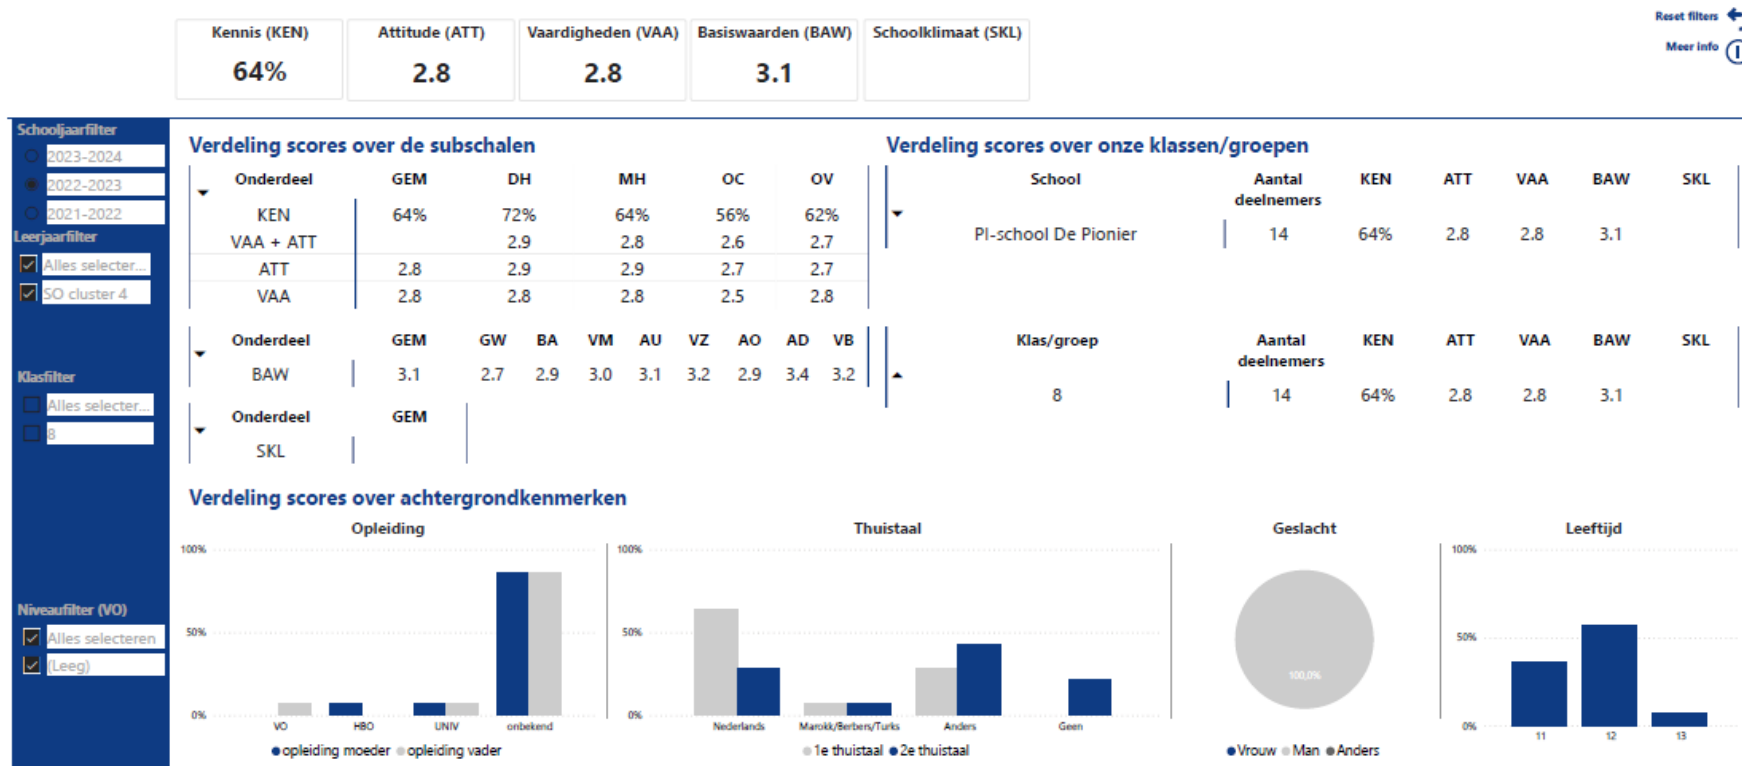 Reset filters
Meer info
Kennis (KEN) Attitude (ATT) Vaardigheden (VAA) Basiswaarden (BAW) Schoolklimaat (SKL)
64% 2.8 2.8 3.1
Schooljaarfilter
2023-2024
2022-2023
2021-2022
Leerjaarfilter
Alles selecter...
SO cluster 4
Klasfilter
Alles selecter...
8
Niveaufilter (VO)
Alles selecteren
(Leeg)
Verdeling scores over de subschalen
Onderdeel GEM DH MH OC OV
KEN 64% 72% 64% 56% 62%
VAA + ATT 2.9 2.8 2.6 2.7
ATT 2.8 2.9 2.9 2.7 2.7
VAA 2.8 2.8 2.8 2.5 2.8
Onderdeel GEM GW BA VM AU VZ AO AD VB
BAW 3.1 2.7 2.9 3.0 3.1 3.2 2.9 3.4 3.2
Onderdeel GEM
SKL
Verdeling scores over onze klassen/groepen
School Aantal deelnemers KEN ATT VAA BAW SKL
PI-school De Pionier 14 64% 2.8 2.8 3.1
Klas/groep Aantal deelnemers KEN ATT VAA BAW SKL
8 14 64% 2.8 2.8 3.1
Verdeling scores over achtergrondkenmerken
Opleiding
100%
50%
0%
VO HBO UNIV onbekend
opleiding moeder opleiding vader
Thuistaal
100%
50%
0%
Nederlands Marokk/Berbers/Turks Anders Geen
1e thuistaal 2e thuistaal
Geslacht
100,0%
Vrouw Man Anders
Leeftijd
100%
50%
0%
11 12 13